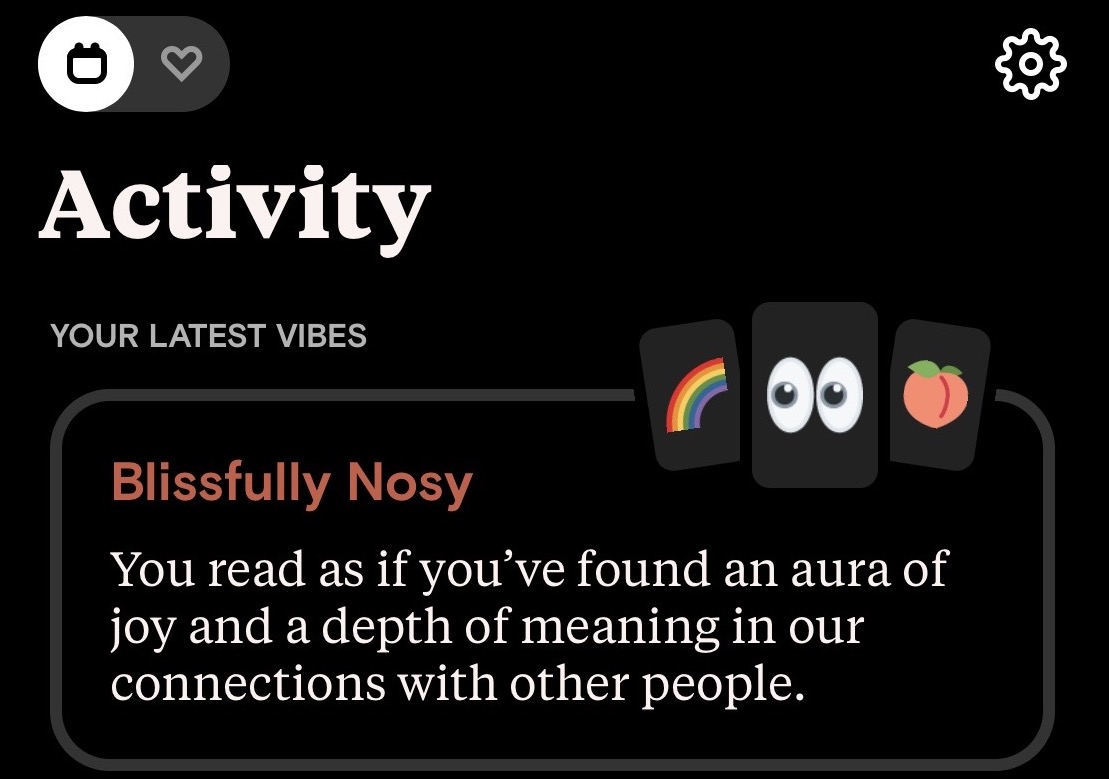 Activity
YOUR LATEST VIBES
Blissfully Nosy
You read as if you’ve found an aura of
joy and a depth of meaning in our
connections with other people.